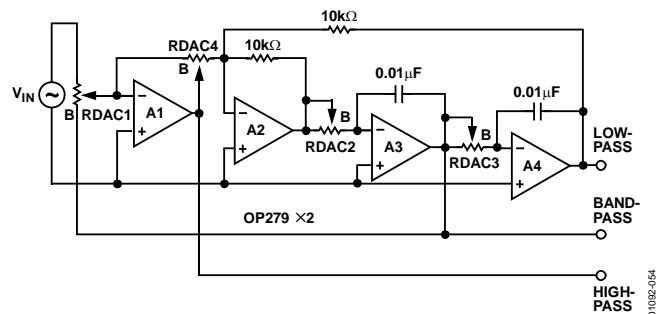 10kΩ
RDAC4
10kΩ
B
0.01µF
0.01µF
VIN
B
RDAC1
A1
A2
B
RDAC2
A3
B
RDAC3
A4
LOW-
PASS
BAND-
PASS
OP279 ×2
HIGH-
PASS
01092-054